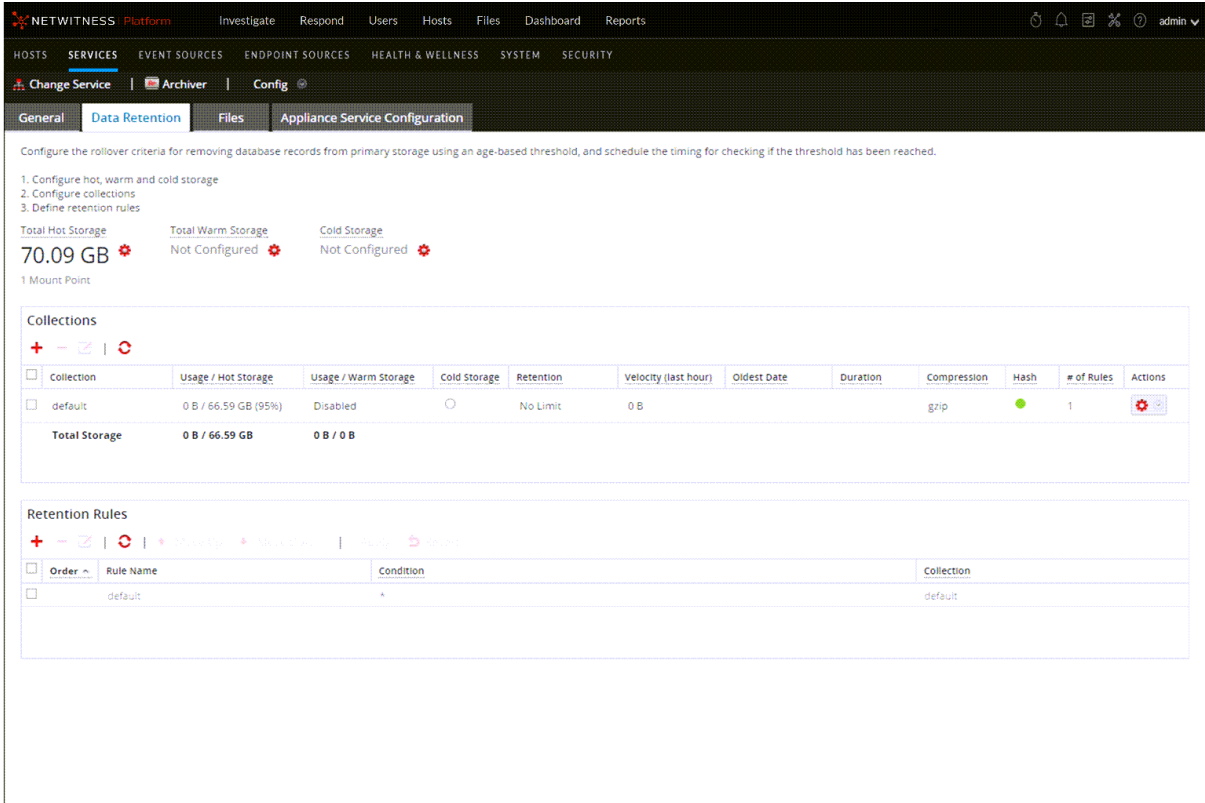 NETWITNESS Platform Investigate Respond Users Hosts Files Dashboard Reports admin
HOSTS SERVICES EVENT SOURCES ENDPOINT SOURCES HEALTH & WELLNESS SYSTEM SECURITY
Change Service | Archiver | Config
General Data Retention Files Appliance Service Configuration
Configure the rollover criteria for removing database records from primary storage using an age-based threshold, and schedule the timing for checking if the threshold has been reached.
1. Configure hot, warm and cold storage
2. Configure collections
3. Define retention rules
Total Hot Storage Total Warm Storage Cold Storage
70.09 GB Not Configured Not Configured
1 Mount Point
Collections
Collection Usage / Hot Storage Usage / Warm Storage Cold Storage Retention Velocity (last hour) Oldest Date Duration Compression Hash # of Rules Actions
default 0 B / 66.59 GB (95%) Disabled No Limit 0 B gzip 1
Total Storage 0 B / 66.59 GB 0 B / 0 B
Retention Rules
Order Rule Name Condition Collection
default * default